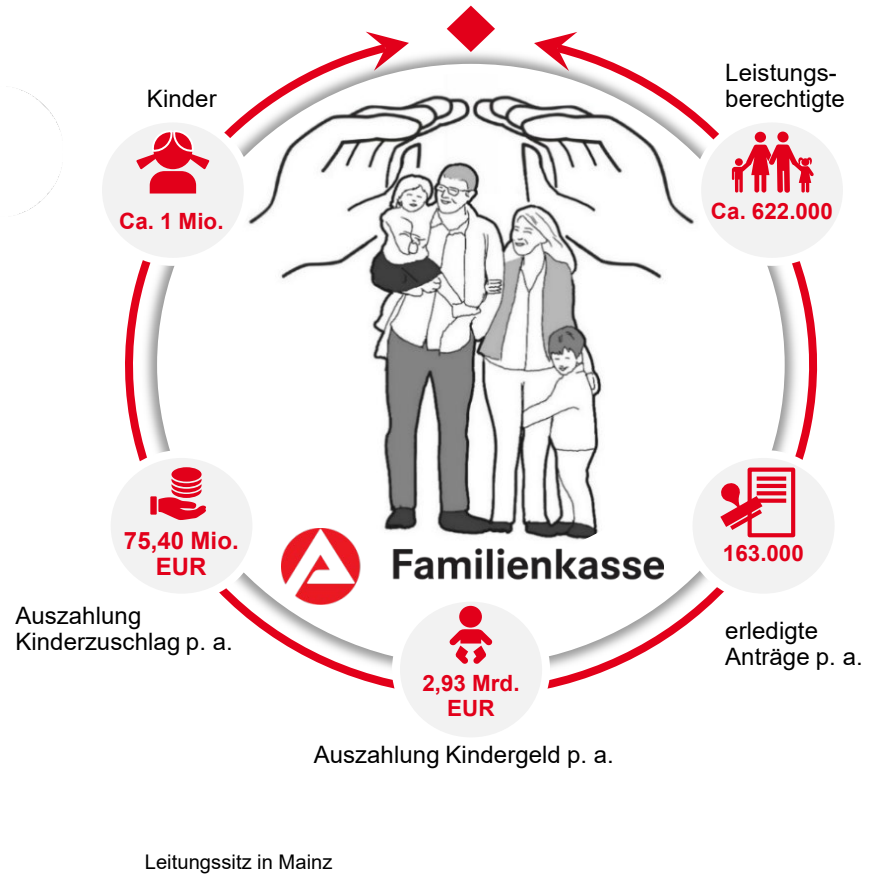 Kinder
Ca. 1 Mio.
Leistungs-
berechtigte
Ca. 622.000
75,40 Mio.
EUR
Auszahlung
Kinderzuschlag p. a.
Familienkasse
163.000
erledigte
Anträge p. a.
2,93 Mrd.
EUR
Auszahlung Kindergeld p. a.
Leitungssitz in Mainz